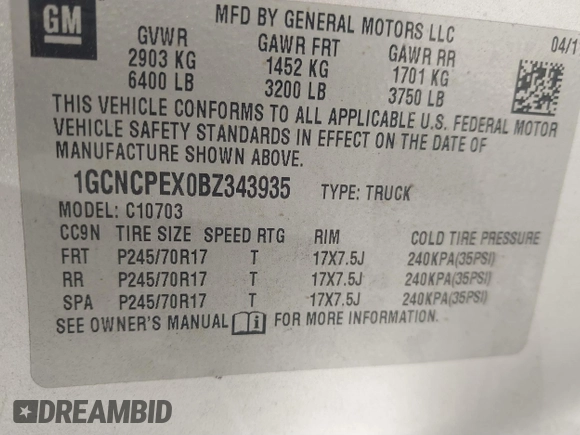 GM
MFD BY GENERAL MOTORS LLC
04/1
GVWR GAWR FRT GAWR RR
2903 KG 1452 KG 1701 KG
6400 LB 3200 LB 3750 LB
THIS VEHICLE CONFORMS TO ALL APPLICABLE U.S. FEDERAL MOTOR
VEHICLE SAFETY STANDARDS IN EFFECT ON THE DATE OF
MANUFACTURE SHOWN ABOVE.
1GCNCPEX0BZ343935 TYPE: TRUCK
MODEL: C10703
CC9N TIRE SIZE SPEED RTG RIM COLD TIRE PRESSURE
FRT P245/70R17 T 17X7.5J 240KPA(35PSI)
RR P245/70R17 T 17X7.5J 240KPA(35PSI)
SPA P245/70R17 T 17X7.5J 240KPA(35PSI)
SEE OWNER'S MANUAL FOR MORE INFORMATION.
DREAMBID